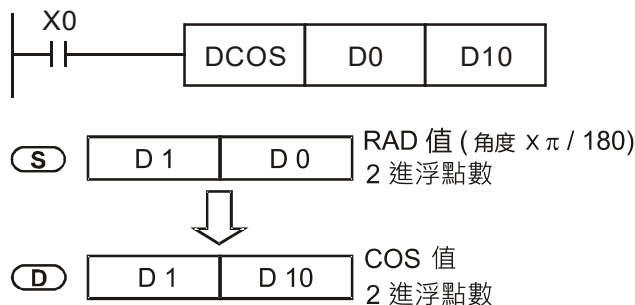 X0
DCOS D0 D10
S D 1 D 0 RAD 值 ( 角度 x π / 180)
2 進浮點數
D D 1 D 10 COS 值
2 進浮點數